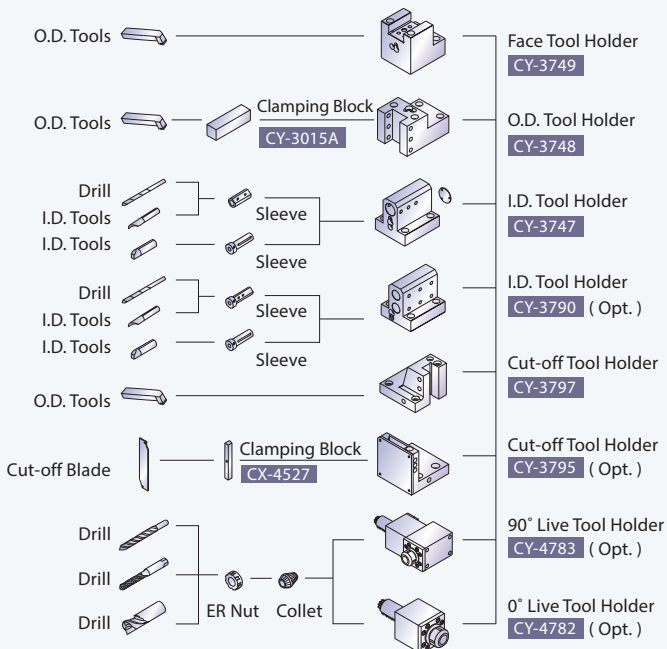 O.D. Tools
Face Tool Holder
CY-3749
O.D. Tools
Clamping Block
CY-3015A
O.D. Tool Holder
CY-3748
Drill
I.D. Tools
I.D. Tools
Sleeve
Sleeve
I.D. Tool Holder
CY-3747
Drill
I.D. Tools
I.D. Tools
Sleeve
Sleeve
I.D. Tool Holder
CY-3790 ( Opt. )
O.D. Tools
Cut-off Tool Holder
CY-3797
Cut-off Blade
Clamping Block
CX-4527
Cut-off Tool Holder
CY-3795 ( Opt. )
Drill
Drill
Drill
ER Nut
Collet
90˚ Live Tool Holder
CY-4783 ( Opt. )
0˚ Live Tool Holder
CY-4782 ( Opt. )